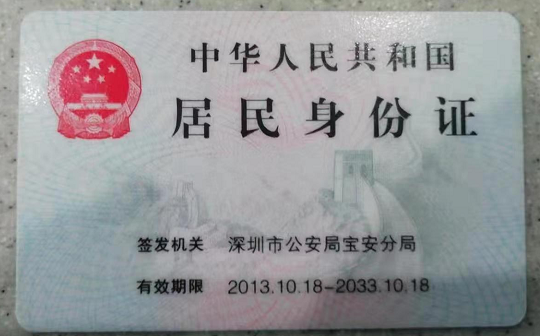 中华人民共和国
居民身份证
签发机关 深圳市公安局宝安分局
有效期限 2013.10.18-2033.10.18